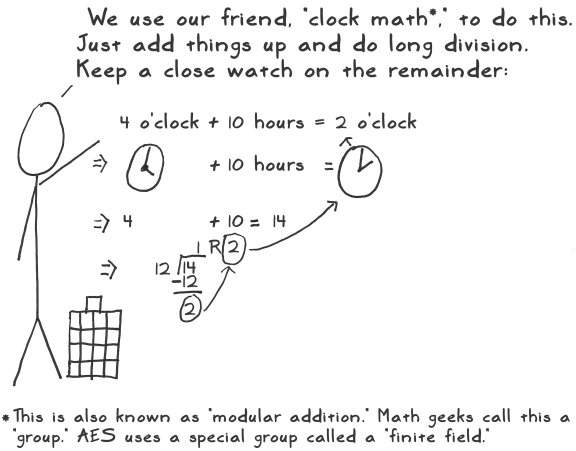 We use our friend, "clock math*," to do this.
Just add things up and do long division.
Keep a close watch on the remainder:
4 o'clock + 10 hours = 2 o'clock
=> + 10 hours =
=> 4 + 10 = 14
1 R 2
=> 12 14
-12
2
*This is also known as "modular addition." Math geeks call this a
"group." AES uses a special group called a "finite field."